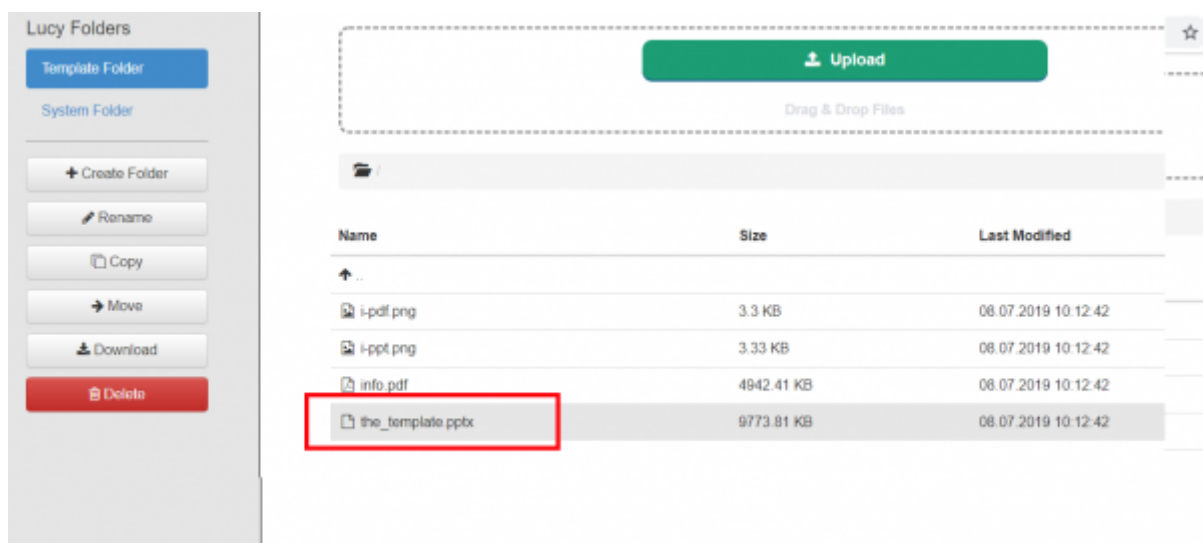 Lucy Folders
Template Folder
System Folder
Create Folder
Rename
Copy
Move
Download
Delete
Upload
Drag & Drop Files
/
Name Size Last Modified
..
i-pdf.png 3.3 KB 08.07.2019 10:12:42
i-ppt.png 3.33 KB 08.07.2019 10:12:42
info.pdf 4942.41 KB 08.07.2019 10:12:42
the_template.pptx 9773.81 KB 08.07.2019 10:12:42